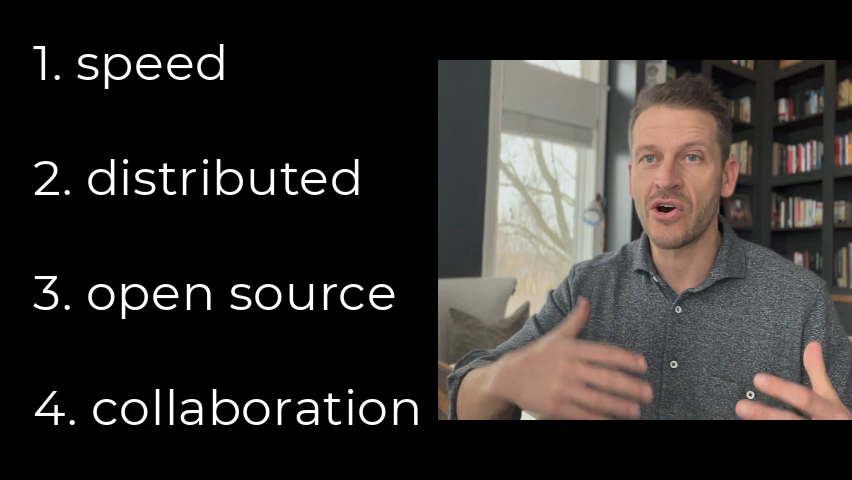 1. speed
2. distributed
3. open source
4. collaboration